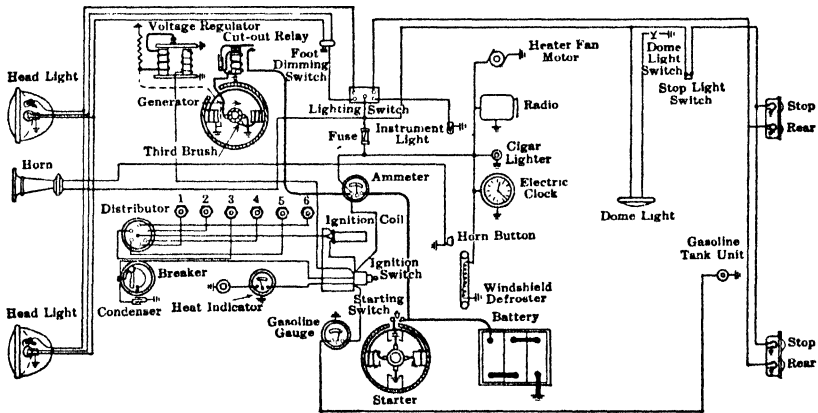 Voltage Regulator
Cut-out Relay
Head Light
Foot
Dimming
Switch
Heater Fan
Motor
Dome
Light
Switch
Stop Light
Switch
Generator
Lighting Switch
Radio
Stop
Rear
Fuse
Instrument
Light
Third Brush
Cigar
Lighter
Horn
Ammeter
Electric
Clock
1 2 3 4 5 6
Distributor
Ignition Coil
Dome Light
Horn Button
Gasoline
Tank Unit
Breaker
Ignition
Switch
Heat Indicator
Condenser
Starting
Switch
Windshield
Defroster
Head Light
Gasoline
Gauge
Battery
Stop
Rear
Starter